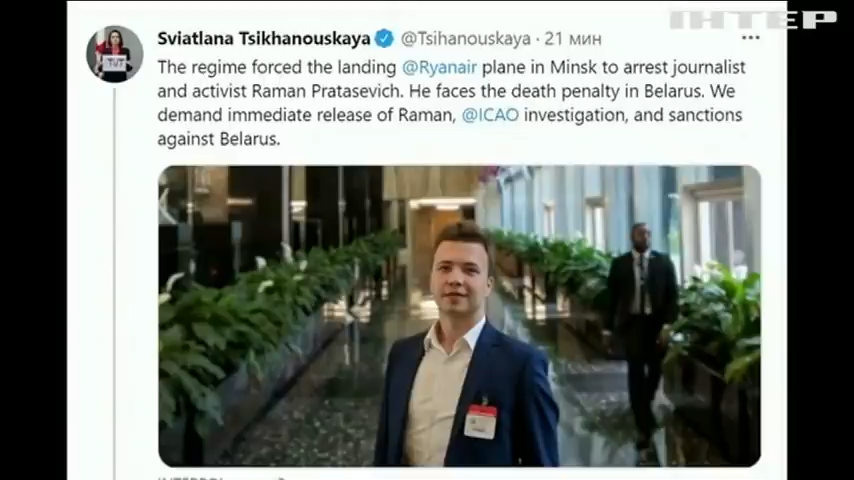 ІНТЕР
Sviatlana Tsikhanouskaya @Tsihanouskaya · 21 мин
The regime forced the landing @Ryanair plane in Minsk to arrest journalist
and activist Raman Pratasevich. He faces the death penalty in Belarus. We
demand immediate release of Raman, @ICAO investigation, and sanctions
against Belarus.